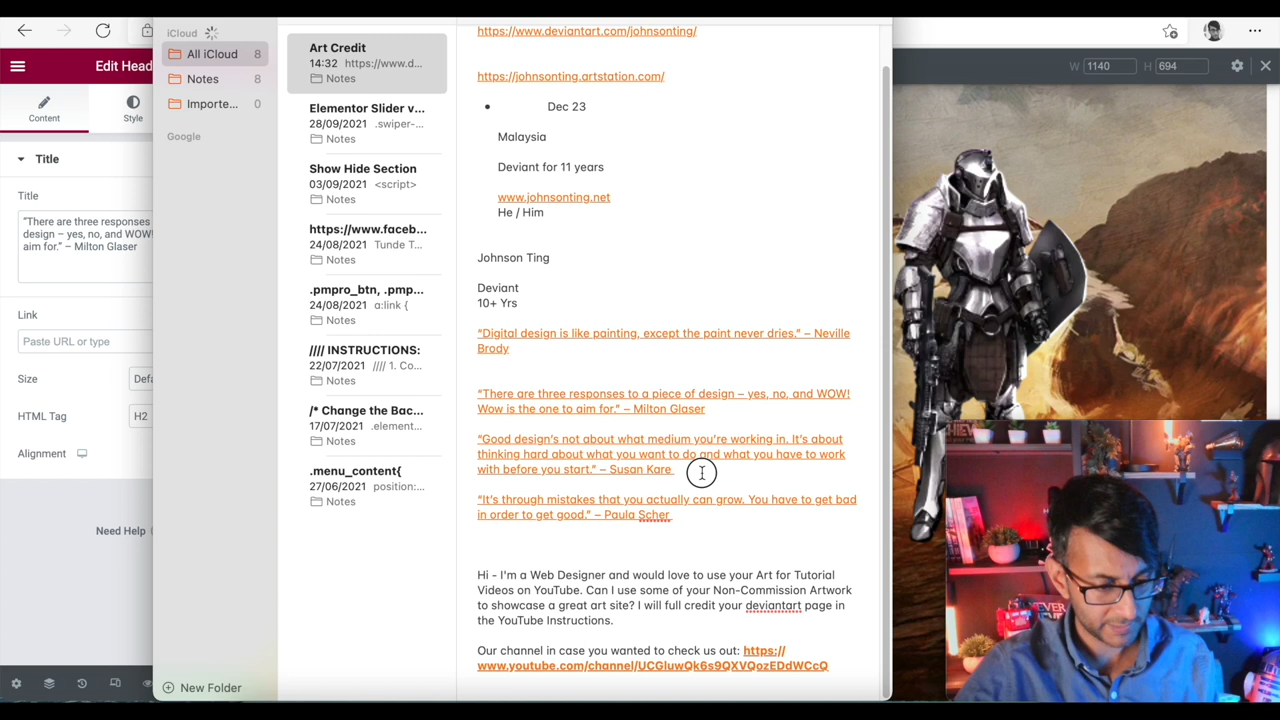 iCloud
All iCloud 8
Notes 8
Importe... 0
Google
New Folder
Edit Head
Content
Style
Title
Title
“There are three responses
design – yes, no, and WOW!
aim for.” – Milton Glaser
Link
Paste URL or type
Size
Defa
HTML Tag
H2
Alignment
Need Help
Art Credit
14:32 https://www.d...
Notes
Elementor Slider v...
28/09/2021 .swiper-...
Notes
Show Hide Section
03/09/2021 <script>
Notes
https://www.faceb...
24/08/2021 Tunde T...
Notes
.pmpro_btn, .pmp...
24/08/2021 a:link {
Notes
//// INSTRUCTIONS:
22/07/2021 //// 1. Co...
Notes
/* Change the Bac...
17/07/2021 .element...
Notes
.menu_content{
27/06/2021 position:...
Notes
https://www.deviantart.com/johnsonting/
https://johnsonting.artstation.com/
• Dec 23
Malaysia
Deviant for 11 years
www.johnsonting.net
He / Him
Johnson Ting
Deviant
10+ Yrs
“Digital design is like painting, except the paint never dries.” – Neville
Brody
“There are three responses to a piece of design – yes, no, and WOW!
Wow is the one to aim for.” – Milton Glaser
“Good design's not about what medium you're working in. It's about
thinking hard about what you want to do and what you have to work
with before you start.” – Susan Kare
“It's through mistakes that you actually can grow. You have to get bad
in order to get good.” – Paula Scher
Hi - I'm a Web Designer and would love to use your Art for Tutorial
Videos on YouTube. Can I use some of your Non-Commission Artwork
to showcase a great art site? I will full credit your deviantart page in
the YouTube Instructions.
Our channel in case you wanted to check us out: https://
www.youtube.com/channel/UCGluwQk6s9QXVQozEDdWCcQ
W 1140 H 694